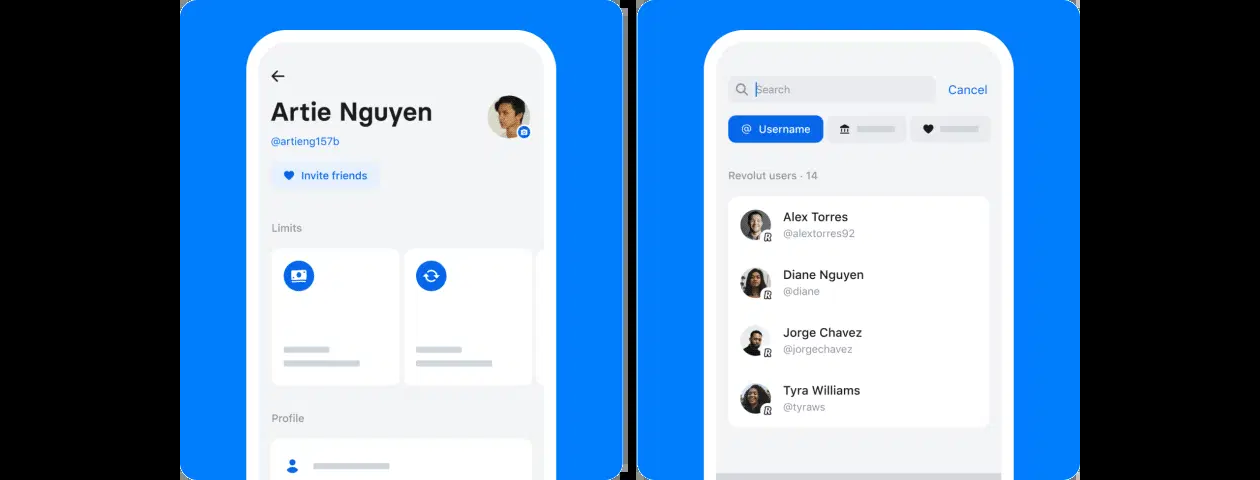 Artie Nguyen
@artieng157b
Invite friends
Limits
Profile
Search
Cancel
@ Username
Revolut users · 14
Alex Torres
@alextorres92
R
Diane Nguyen
@diane
R
Jorge Chavez
@jorgechavez
R
Tyra Williams
@tyraws
R